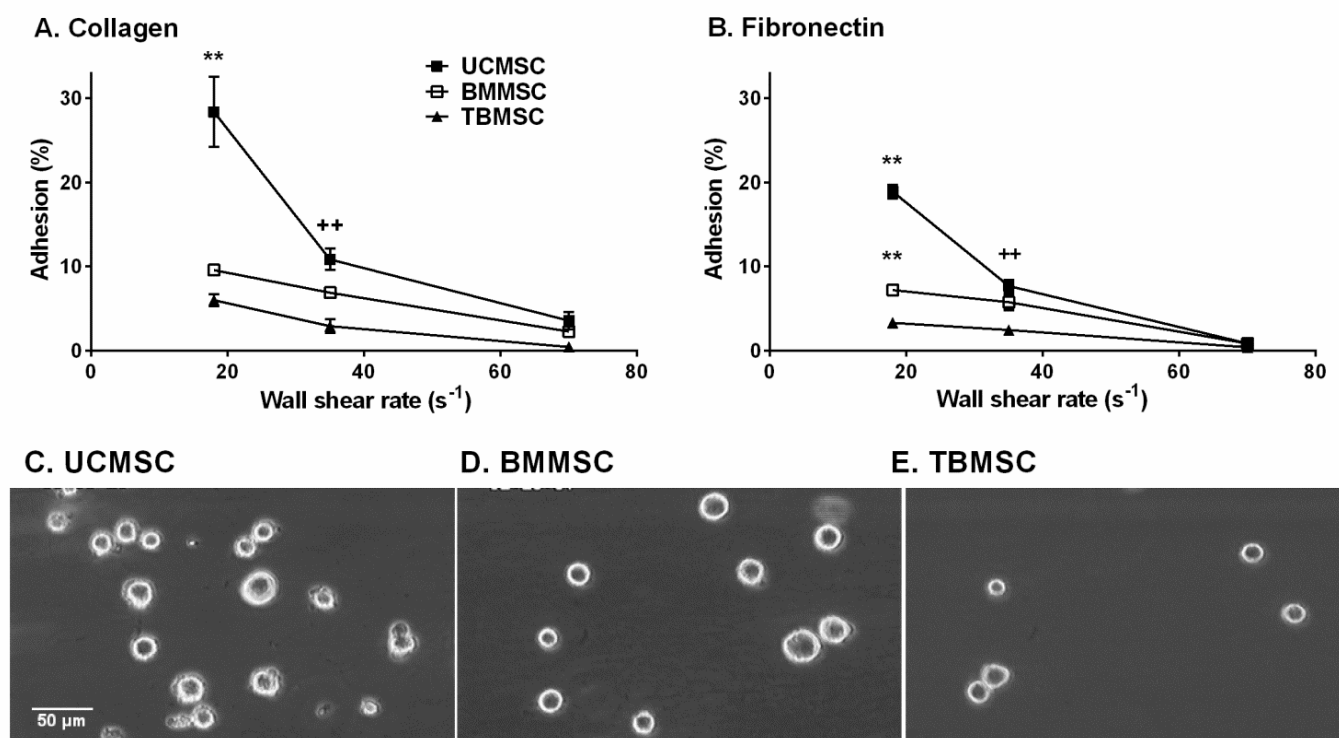 A. Collagen
**
++
UCMSC
BMMSC
TBMSC
Adhesion (%)
30
20
10
0
0
20
40
60
80
Wall shear rate (s⁻¹)
B. Fibronectin
**
**
++
Adhesion (%)
30
20
10
0
0
20
40
60
80
Wall shear rate (s⁻¹)
C. UCMSC
D. BMMSC
E. TBMSC
50 µm